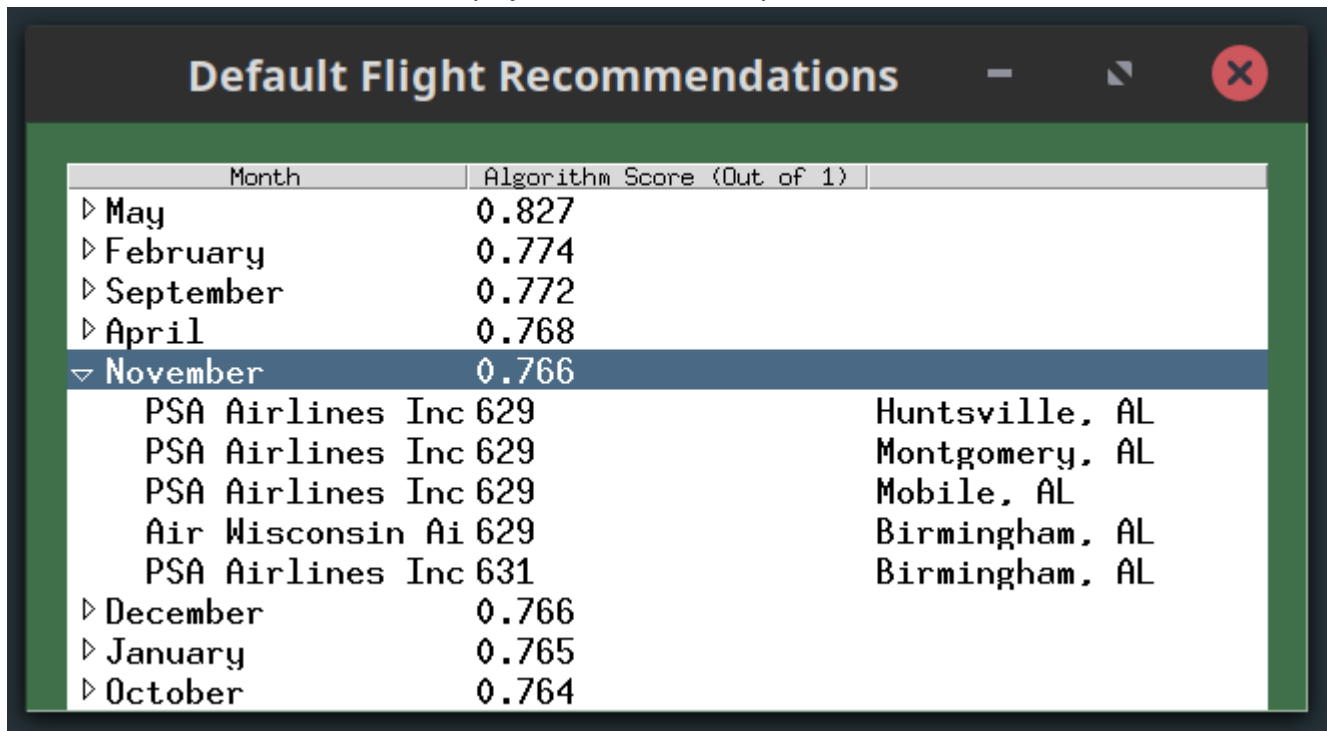 Default Flight Recommendations
Month Algorithm Score (Out of 1)
May 0.827
February 0.774
September 0.772
April 0.768
November 0.766
PSA Airlines Inc 629 Huntsville, AL
PSA Airlines Inc 629 Montgomery, AL
PSA Airlines Inc 629 Mobile, AL
Air Wisconsin Ai 629 Birmingham, AL
PSA Airlines Inc 631 Birmingham, AL
December 0.766
January 0.765
October 0.764